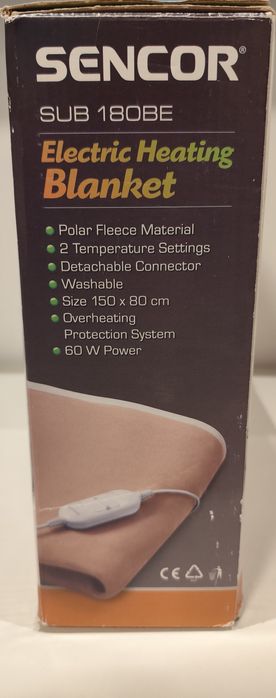 SENCOR®
SUB 180BE
Electric Heating
Blanket
Polar Fleece Material
2 Temperature Settings
Detachable Connector
Washable
Size 150 x 80 cm
Overheating
Protection System
60 W Power
CE